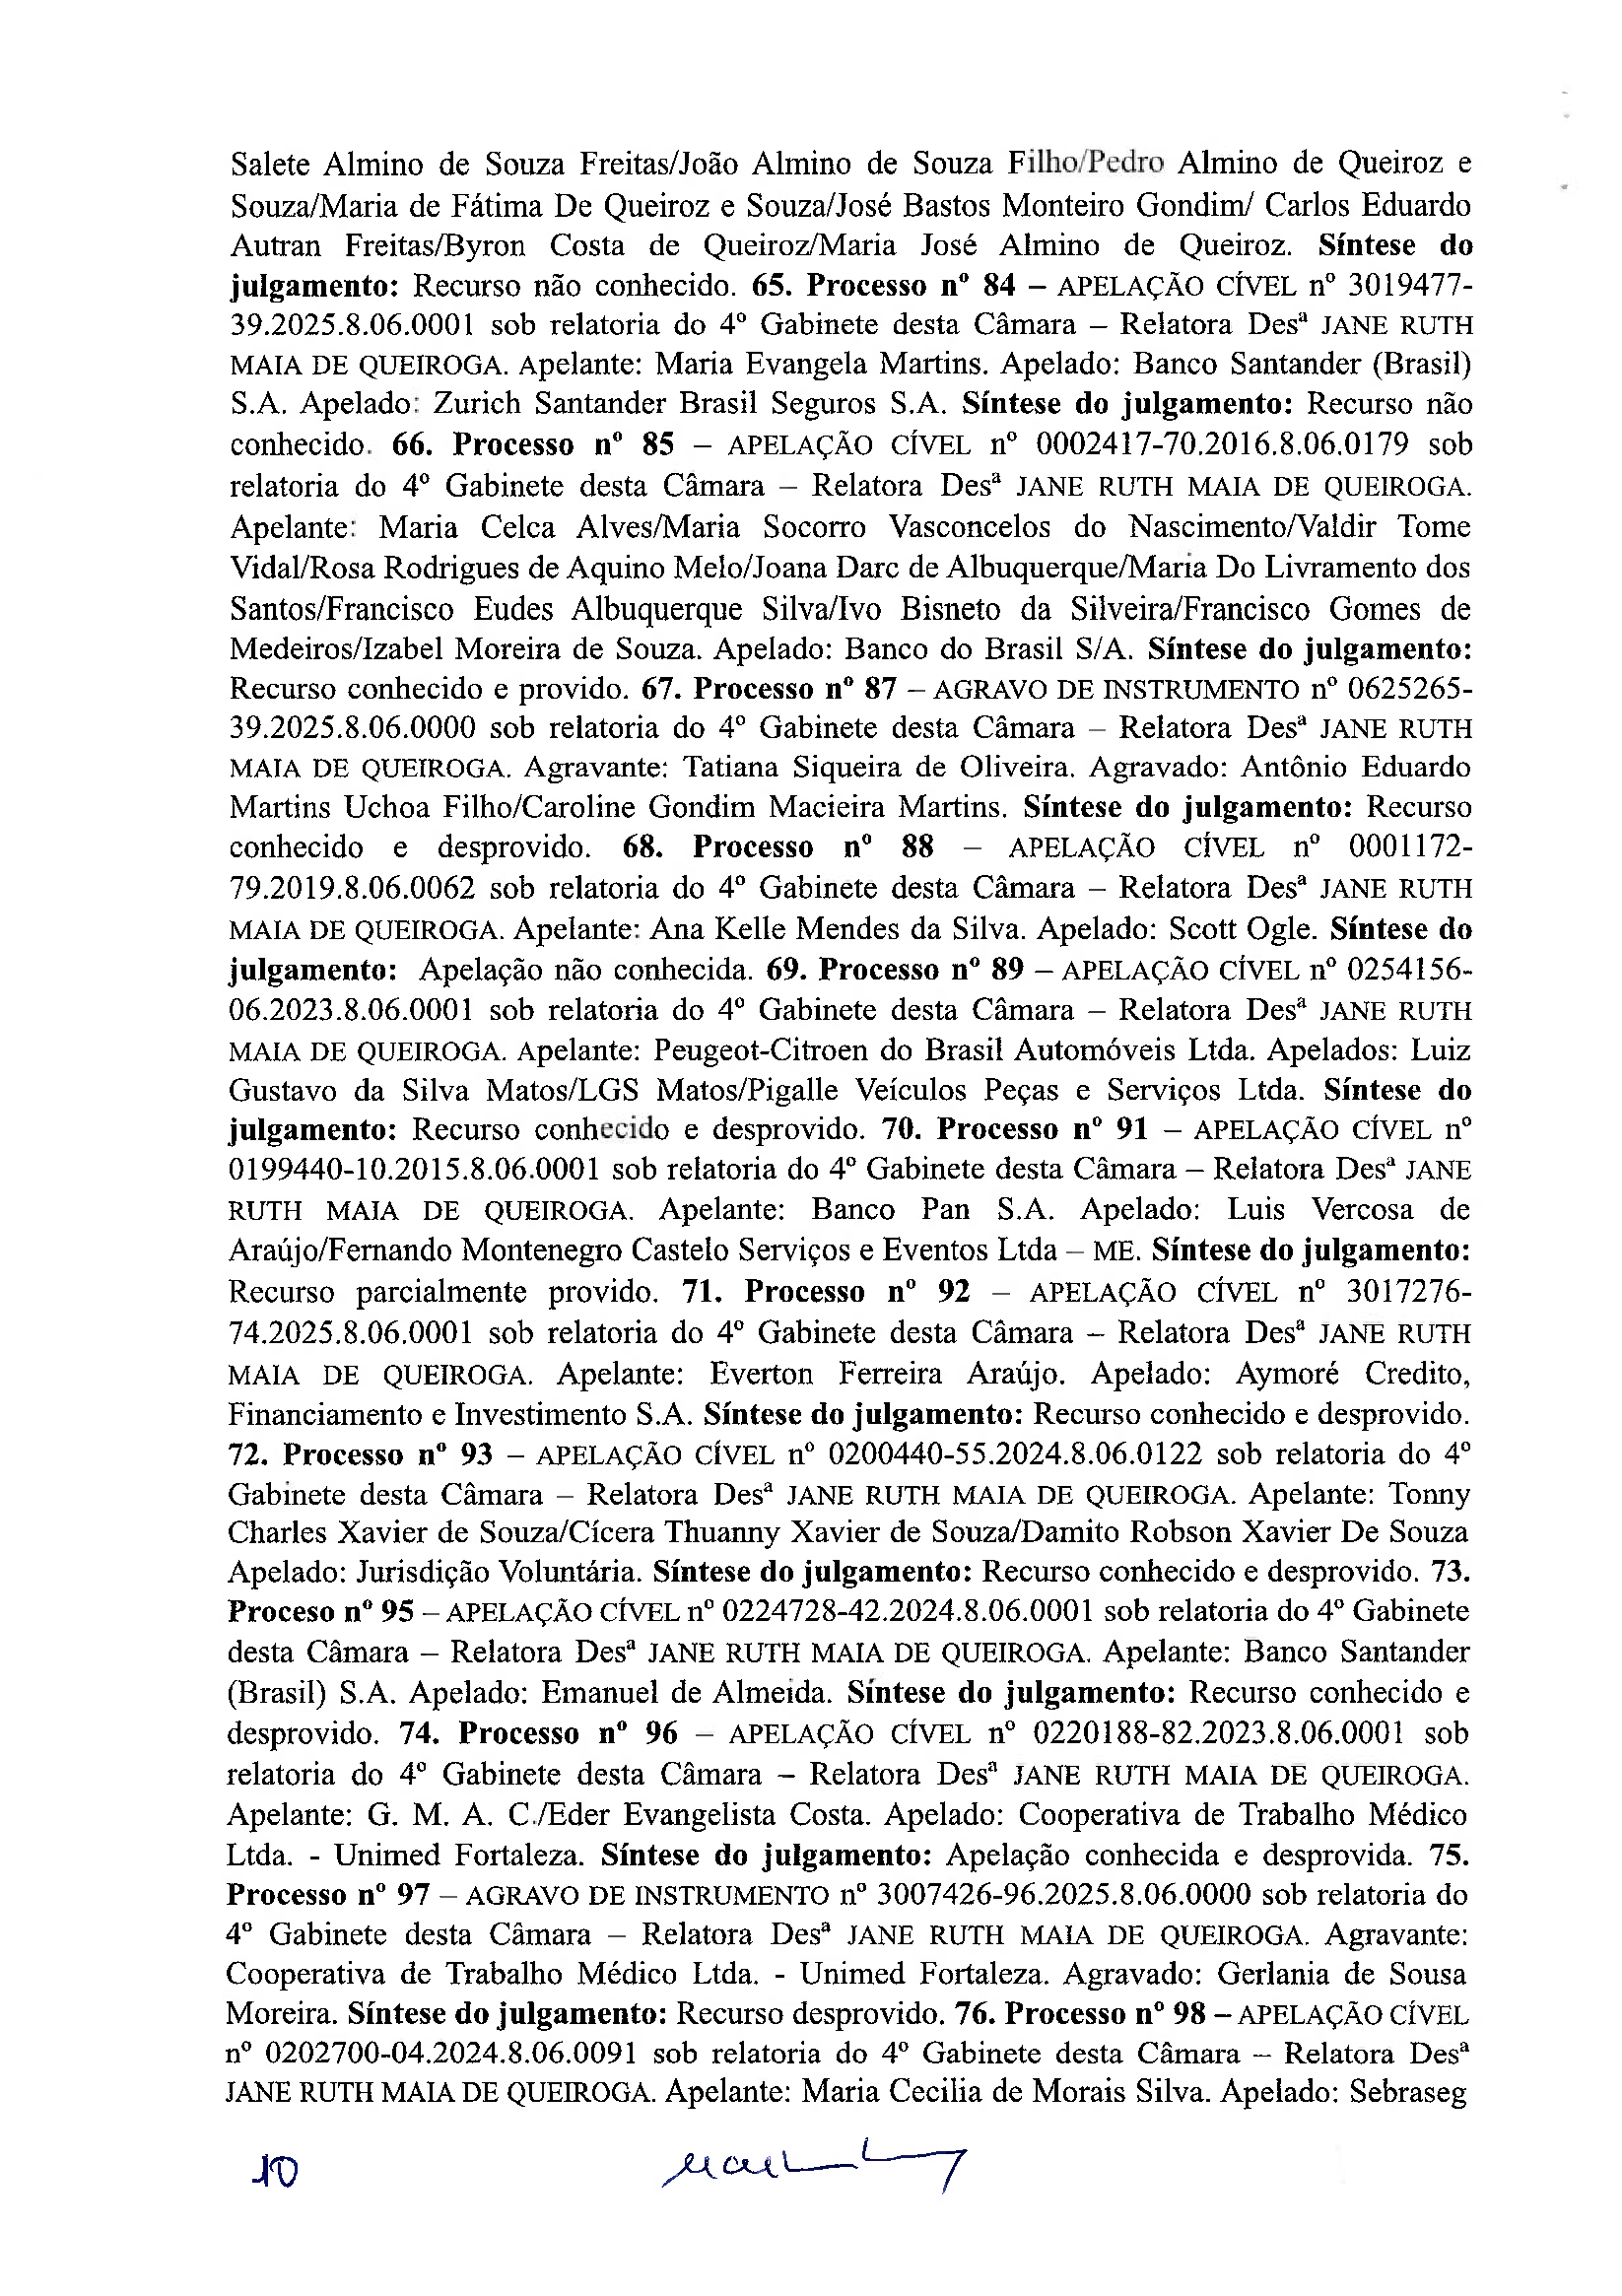 Salete Almino de Souza Freitas/João Almino de Souza Filho/Pedro Almino de Queiroz e
Souza/Maria de Fátima De Queiroz e Souza/José Bastos Monteiro Gondim/ Carlos Eduardo
Autran Freitas/Byron Costa de Queiroz/Maria José Almino de Queiroz. Síntese do
julgamento: Recurso não conhecido. 65. Processo nº 84 – APELAÇÃO CÍVEL nº 3019477-
39.2025.8.06.0001 sob relatoria do 4º Gabinete desta Câmara – Relatora Desª JANE RUTH
MAIA DE QUEIROGA. Apelante: Maria Evangela Martins. Apelado: Banco Santander (Brasil)
S.A. Apelado: Zurich Santander Brasil Seguros S.A. Síntese do julgamento: Recurso não
conhecido. 66. Processo nº 85 – APELAÇÃO CÍVEL nº 0002417-70.2016.8.06.0179 sob
relatoria do 4º Gabinete desta Câmara – Relatora Desª JANE RUTH MAIA DE QUEIROGA.
Apelante: Maria Celca Alves/Maria Socorro Vasconcelos do Nascimento/Valdir Tome
Vidal/Rosa Rodrigues de Aquino Melo/Joana Darc de Albuquerque/Maria Do Livramento dos
Santos/Francisco Eudes Albuquerque Silva/Ivo Bisneto da Silveira/Francisco Gomes de
Medeiros/Izabel Moreira de Souza. Apelado: Banco do Brasil S/A. Síntese do julgamento:
Recurso conhecido e provido. 67. Processo nº 87 – AGRAVO DE INSTRUMENTO nº 0625265-
39.2025.8.06.0000 sob relatoria do 4º Gabinete desta Câmara – Relatora Desª JANE RUTH
MAIA DE QUEIROGA. Agravante: Tatiana Siqueira de Oliveira. Agravado: Antônio Eduardo
Martins Uchoa Filho/Caroline Gondim Macieira Martins. Síntese do julgamento: Recurso
conhecido e desprovido. 68. Processo nº 88 – APELAÇÃO CÍVEL nº 0001172-
79.2019.8.06.0062 sob relatoria do 4º Gabinete desta Câmara – Relatora Desª JANE RUTH
MAIA DE QUEIROGA. Apelante: Ana Kelle Mendes da Silva. Apelado: Scott Ogle. Síntese do
julgamento: Apelação não conhecida. 69. Processo nº 89 – APELAÇÃO CÍVEL nº 0254156-
06.2023.8.06.0001 sob relatoria do 4º Gabinete desta Câmara – Relatora Desª JANE RUTH
MAIA DE QUEIROGA. Apelante: Peugeot-Citroen do Brasil Automóveis Ltda. Apelados: Luiz
Gustavo da Silva Matos/LGS Matos/Pigalle Veículos Peças e Serviços Ltda. Síntese do
julgamento: Recurso conhecido e desprovido. 70. Processo nº 91 – APELAÇÃO CÍVEL nº
0199440-10.2015.8.06.0001 sob relatoria do 4º Gabinete desta Câmara – Relatora Desª JANE
RUTH MAIA DE QUEIROGA. Apelante: Banco Pan S.A. Apelado: Luis Vercosa de
Araújo/Fernando Montenegro Castelo Serviços e Eventos Ltda – ME. Síntese do julgamento:
Recurso parcialmente provido. 71. Processo nº 92 – APELAÇÃO CÍVEL nº 3017276-
74.2025.8.06.0001 sob relatoria do 4º Gabinete desta Câmara – Relatora Desª JANE RUTH
MAIA DE QUEIROGA. Apelante: Everton Ferreira Araújo. Apelado: Aymoré Credito,
Financiamento e Investimento S.A. Síntese do julgamento: Recurso conhecido e desprovido.
72. Processo nº 93 – APELAÇÃO CÍVEL nº 0200440-55.2024.8.06.0122 sob relatoria do 4º
Gabinete desta Câmara – Relatora Desª JANE RUTH MAIA DE QUEIROGA. Apelante: Tonny
Charles Xavier de Souza/Cícera Thuanny Xavier de Souza/Damito Robson Xavier De Souza
Apelado: Jurisdição Voluntária. Síntese do julgamento: Recurso conhecido e desprovido. 73.
Proceso nº 95 – APELAÇÃO CÍVEL nº 0224728-42.2024.8.06.0001 sob relatoria do 4º Gabinete
desta Câmara – Relatora Desª JANE RUTH MAIA DE QUEIROGA. Apelante: Banco Santander
(Brasil) S.A. Apelado: Emanuel de Almeida. Síntese do julgamento: Recurso conhecido e
desprovido. 74. Processo nº 96 – APELAÇÃO CÍVEL nº 0220188-82.2023.8.06.0001 sob
relatoria do 4º Gabinete desta Câmara – Relatora Desª JANE RUTH MAIA DE QUEIROGA.
Apelante: G. M. A. C./Eder Evangelista Costa. Apelado: Cooperativa de Trabalho Médico
Ltda. - Unimed Fortaleza. Síntese do julgamento: Apelação conhecida e desprovida. 75.
Processo nº 97 – AGRAVO DE INSTRUMENTO nº 3007426-96.2025.8.06.0000 sob relatoria do
4º Gabinete desta Câmara – Relatora Desª JANE RUTH MAIA DE QUEIROGA. Agravante:
Cooperativa de Trabalho Médico Ltda. - Unimed Fortaleza. Agravado: Gerlania de Sousa
Moreira. Síntese do julgamento: Recurso desprovido. 76. Processo nº 98 – APELAÇÃO CÍVEL
nº 0202700-04.2024.8.06.0091 sob relatoria do 4º Gabinete desta Câmara – Relatora Desª
JANE RUTH MAIA DE QUEIROGA. Apelante: Maria Cecilia de Morais Silva. Apelado: Sebraseg
10